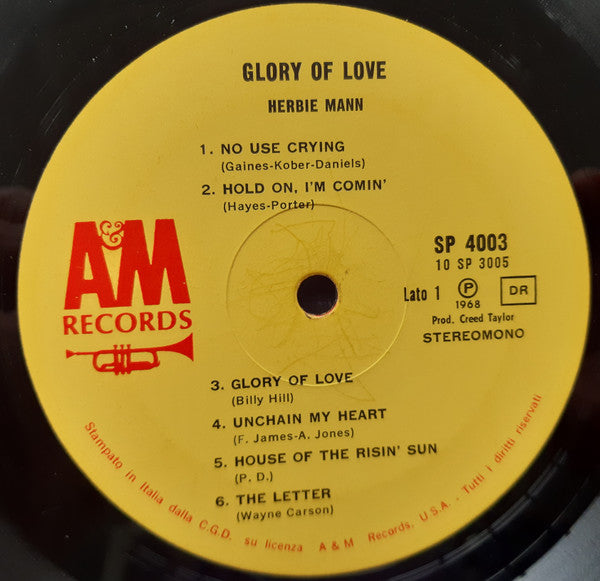 GLORY OF LOVE
HERBIE MANN
1. NO USE CRYING
(Gaines-Kober-Daniels)
2. HOLD ON, I'M COMIN'
(Hayes-Porter)
A&M
RECORDS
SP 4003
10 SP 3005
Lato 1 Ⓟ DR
1968
Prod. Creed Taylor
STEREOMONO
3. GLORY OF LOVE
(Billy Hill)
4. UNCHAIN MY HEART
(F. James-A. Jones)
5. HOUSE OF THE RISIN' SUN
(P. D.)
6. THE LETTER
(Wayne Carson)
Stampato in Italia dalla C.G.D. su licenza A & M Records, U.S.A. - Tutti i diritti riservati